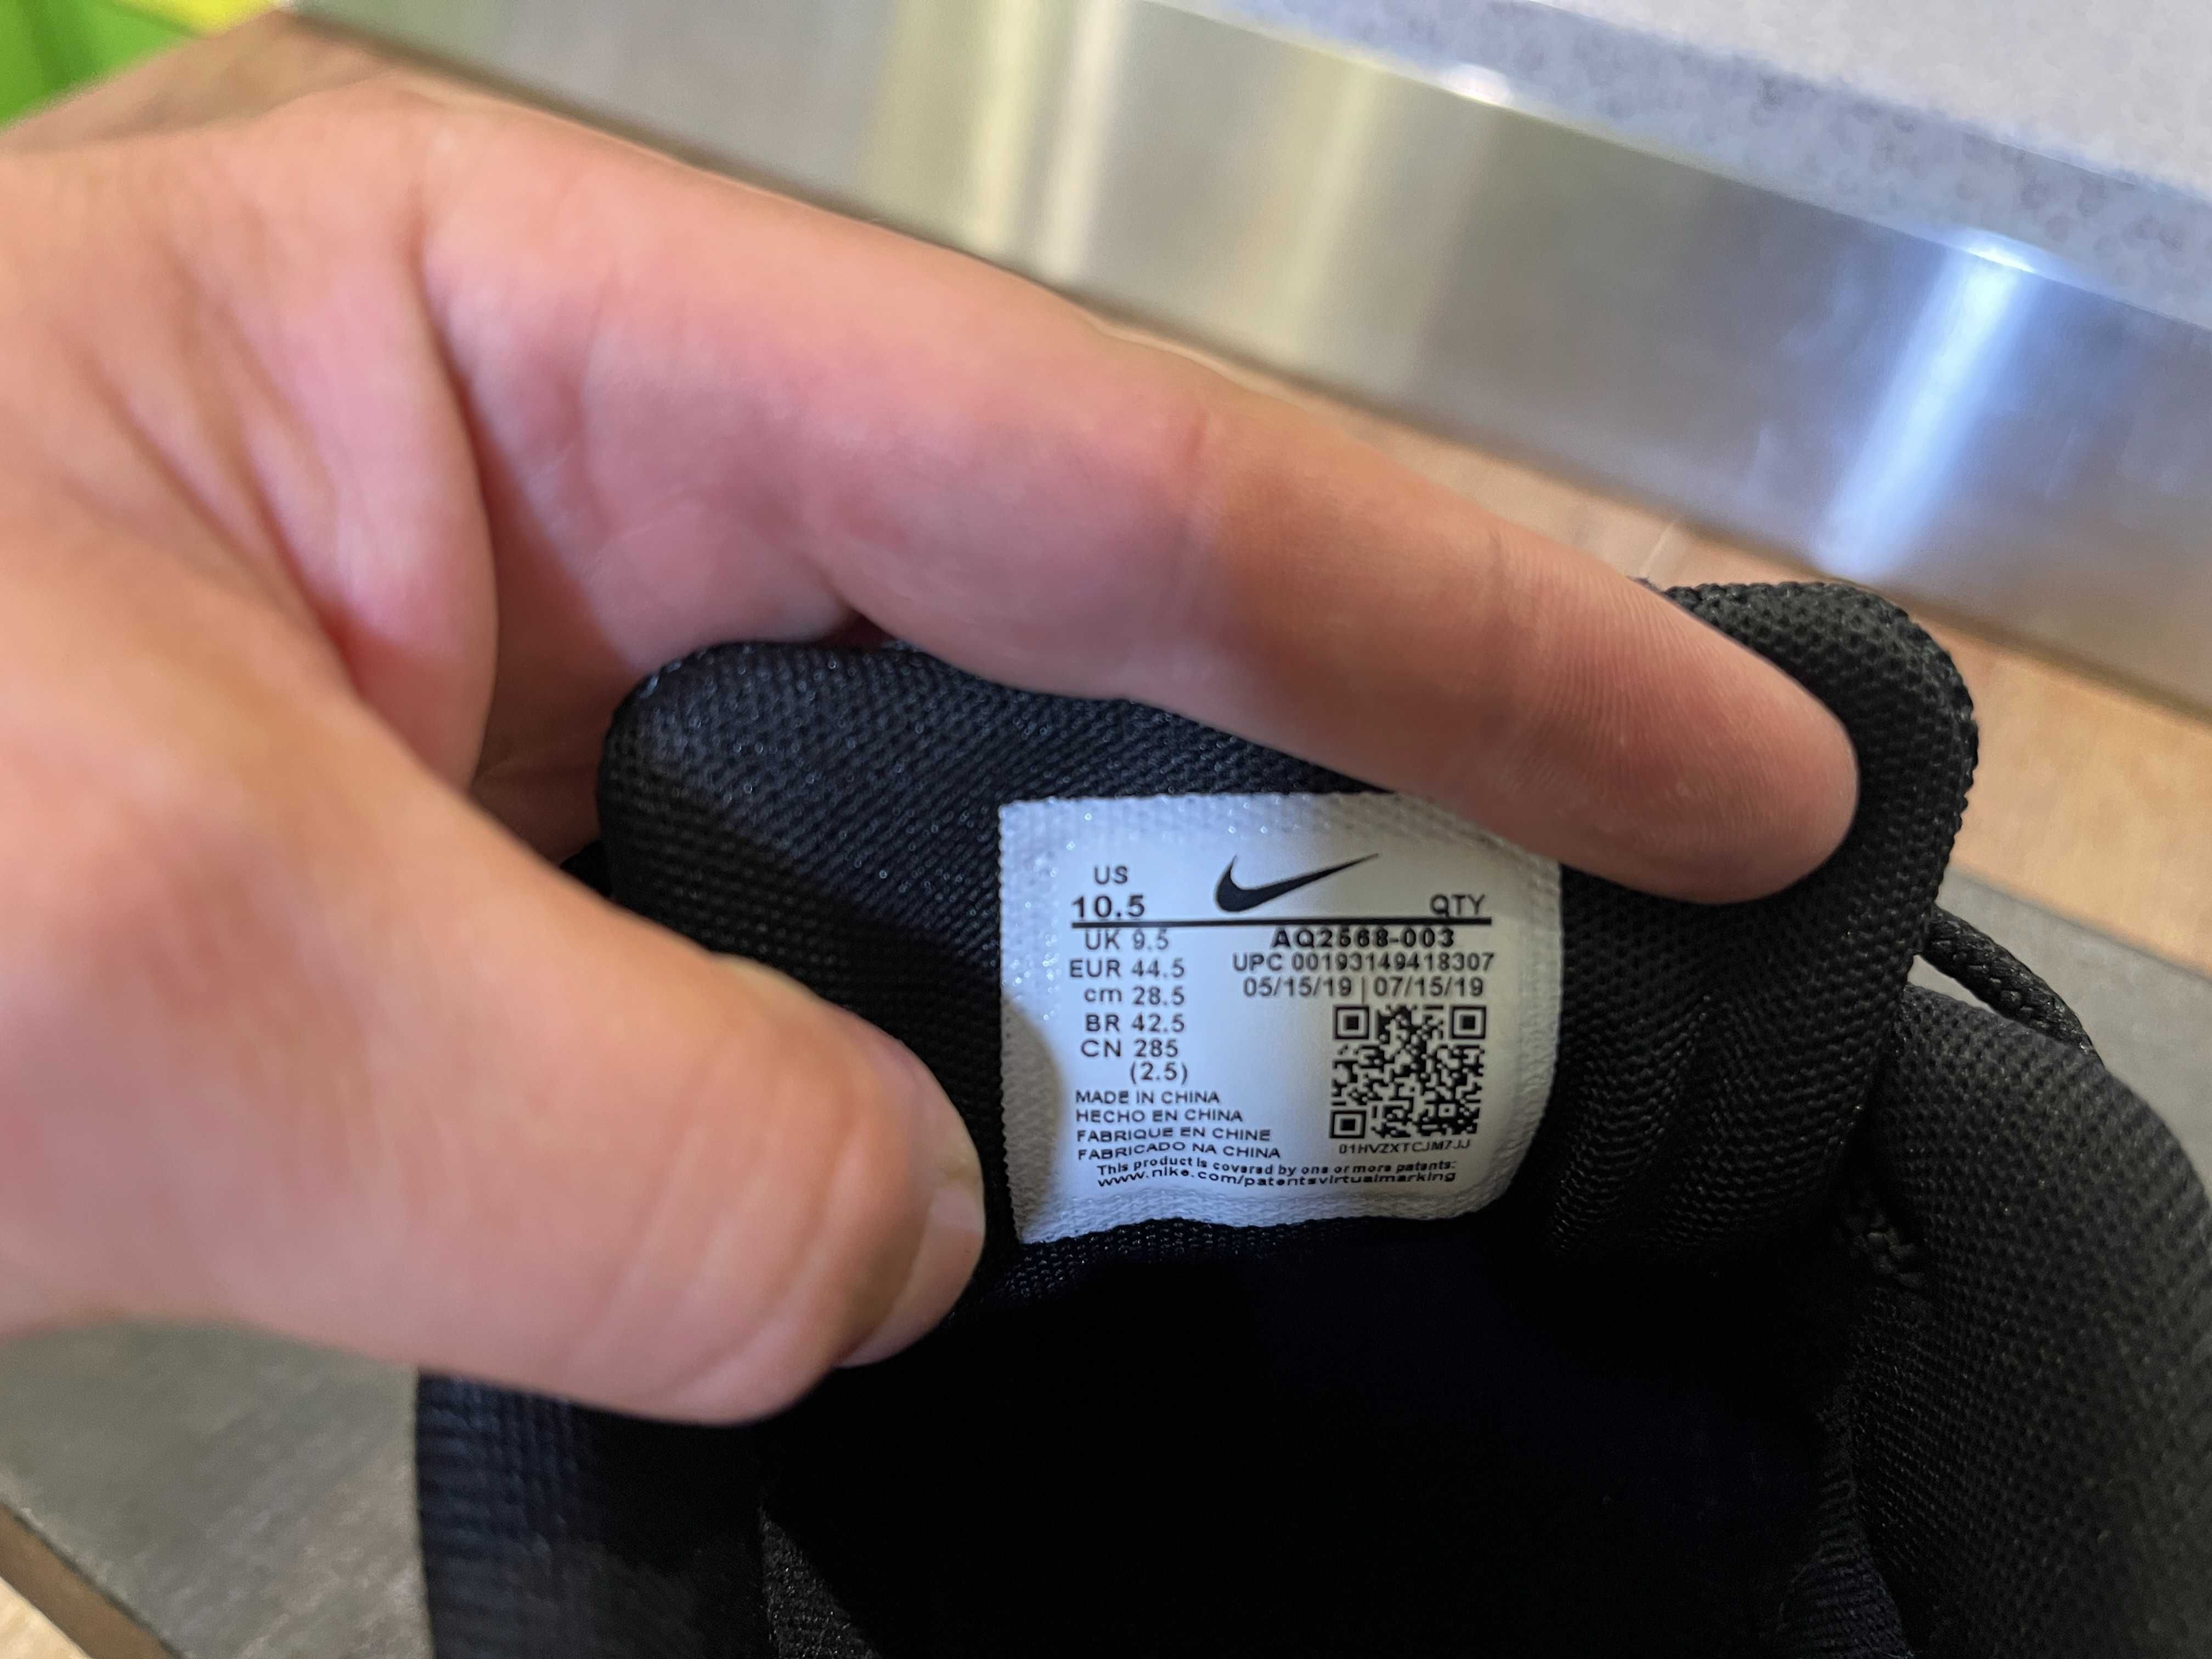 US
10.5
QTY
UK 9.5
EUR 44.5
cm 28.5
BR 42.5
CN 285
(2.5)
AQ2568-003
UPC 00193149418307
05/15/19 | 07/15/19
01HVZXTCJM7JJ
MADE IN CHINA
HECHO EN CHINA
FABRIQUE EN CHINE
FABRICADO NA CHINA
This product is covered by one or more patents:
www.nike.com/patentsvirtualmarking